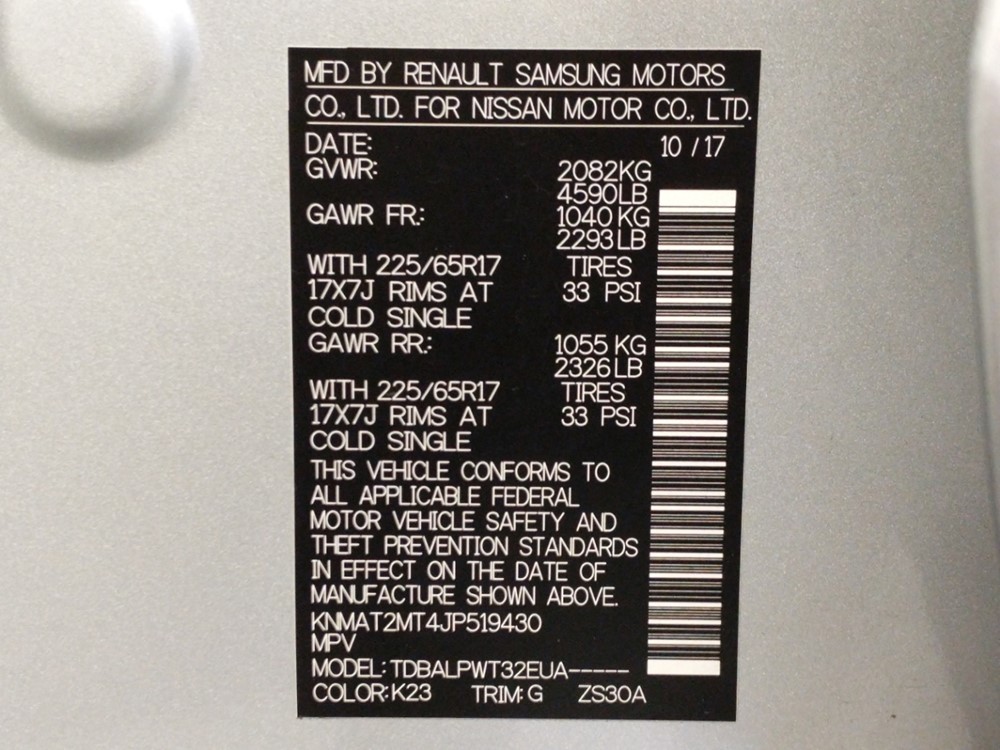 MFD BY RENAULT SAMSUNG MOTORS
CO., LTD. FOR NISSAN MOTOR CO., LTD.
DATE: 10 / 17
GVWR: 2082KG
4590LB
GAWR FR.: 1040 KG
2293 LB
WITH 225/65R17 TIRES
17X7J RIMS AT 33 PSI
COLD SINGLE
GAWR RR.: 1055 KG
2326 LB
WITH 225/65R17 TIRES
17X7J RIMS AT 33 PSI
COLD SINGLE
THIS VEHICLE CONFORMS TO
ALL APPLICABLE FEDERAL
MOTOR VEHICLE SAFETY AND
THEFT PREVENTION STANDARDS
IN EFFECT ON THE DATE OF
MANUFACTURE SHOWN ABOVE.
KNMAT2MT4JP519430
MPV
MODEL: TDBALPWT32EUA-----
COLOR: K23 TRIM: G ZS30A